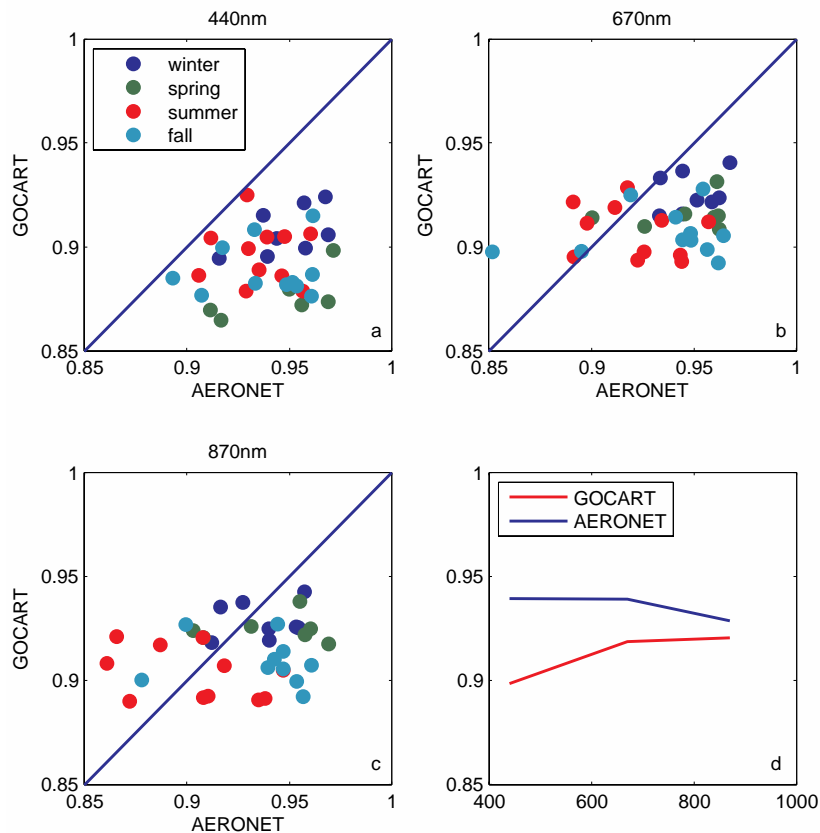 440nm
1
winter
spring
summer
fall
0.95
GOCART
0.9
a
0.85
0.85
0.9
0.95
1
AERONET
670nm
1
0.95
GOCART
0.9
b
0.85
0.85
0.9
0.95
1
AERONET
870nm
1
0.95
GOCART
0.9
c
0.85
0.85
0.9
0.95
1
AERONET
1
GOCART
AERONET
0.95
0.9
d
0.85
400
600
800
1000